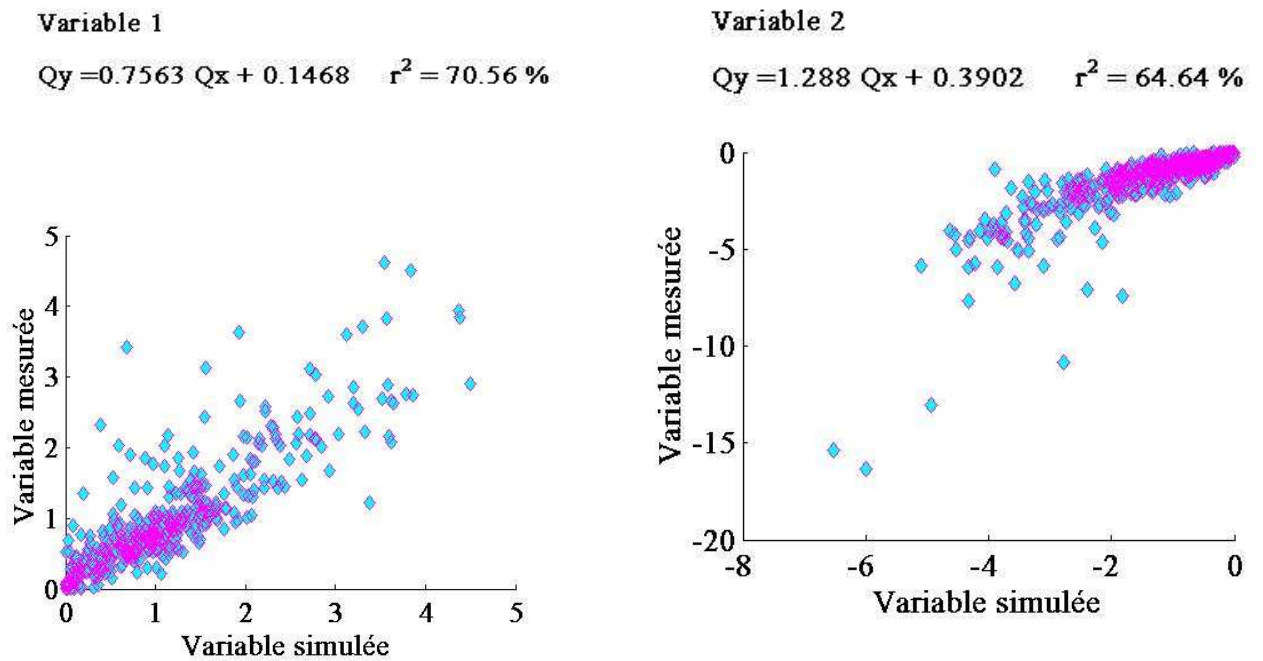 Variable 1
Qy =0.7563 Qx + 0.1468 r² = 70.56 %
5
4
3
2
1
0
Variable mesurée
0 1 2 3 4 5
Variable simulée
Variable 2
Qy =1.288 Qx + 0.3902 r² = 64.64 %
0
-5
-10
-15
-20
Variable mesurée
-8 -6 -4 -2 0
Variable simulée